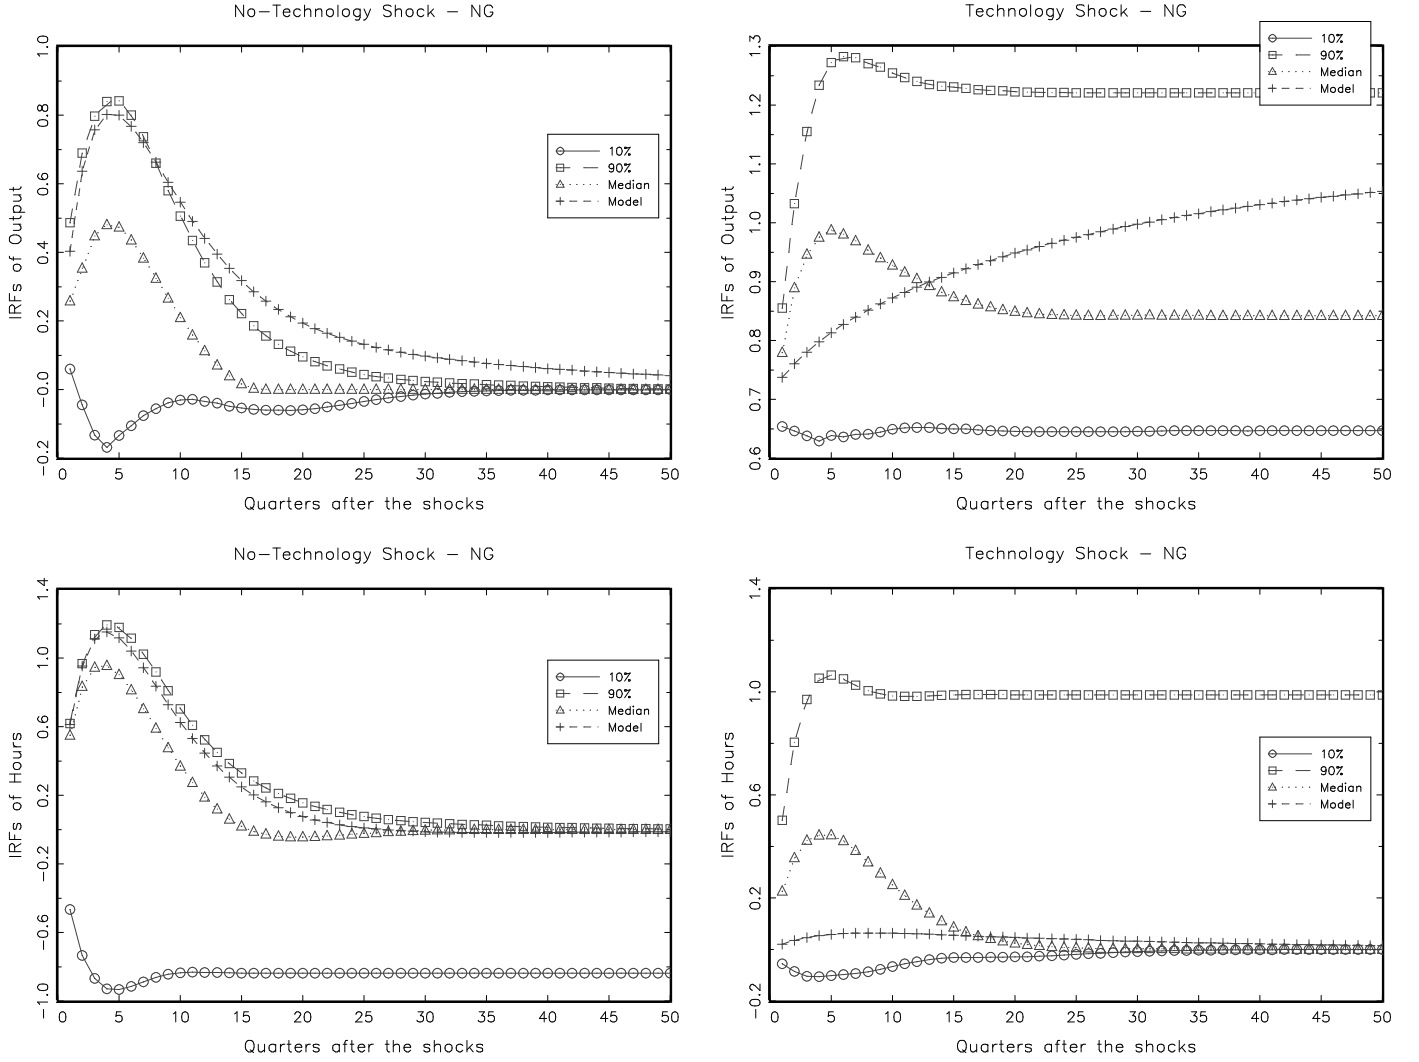 No-Technology Shock - NG
IRFs of Output
1.0
0.8
0.6
0.4
0.2
-0.0
-0.2
0 5 10 15 20 25 30 35 40 45 50
Quarters after the shocks
10%
90%
Median
Model
Technology Shock - NG
IRFs of Output
1.3
1.2
1.1
1.0
0.9
0.8
0.7
0.6
0 5 10 15 20 25 30 35 40 45 50
Quarters after the shocks
10%
90%
Median
Model
No-Technology Shock - NG
IRFs of Hours
1.4
1.0
0.6
0.2
-0.2
-0.6
-1.0
0 5 10 15 20 25 30 35 40 45 50
Quarters after the shocks
10%
90%
Median
Model
Technology Shock - NG
IRFs of Hours
1.4
1.0
0.6
0.2
-0.2
0 5 10 15 20 25 30 35 40 45 50
Quarters after the shocks
10%
90%
Median
Model